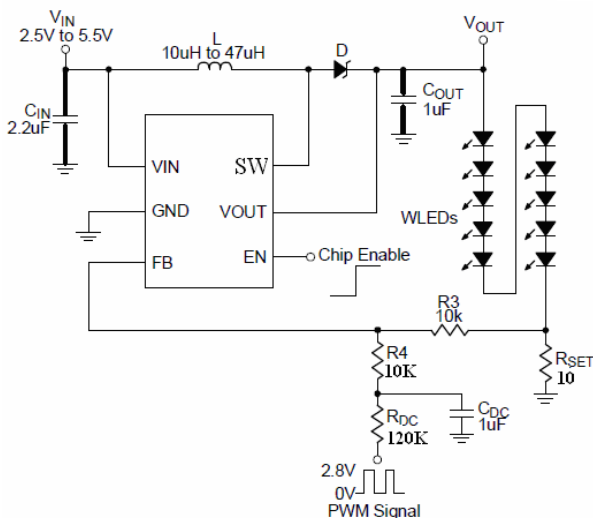 VIN
2.5V to 5.5V
L
10uH to 47uH
D
VOUT
CIN
2.2uF
COUT
1uF
VIN
SW
GND
VOUT
FB
EN
Chip Enable
WLEDs
R3
10k
R4
10K
RSET
10
RDC
120K
CDC
1uF
2.8V
0V
PWM Signal